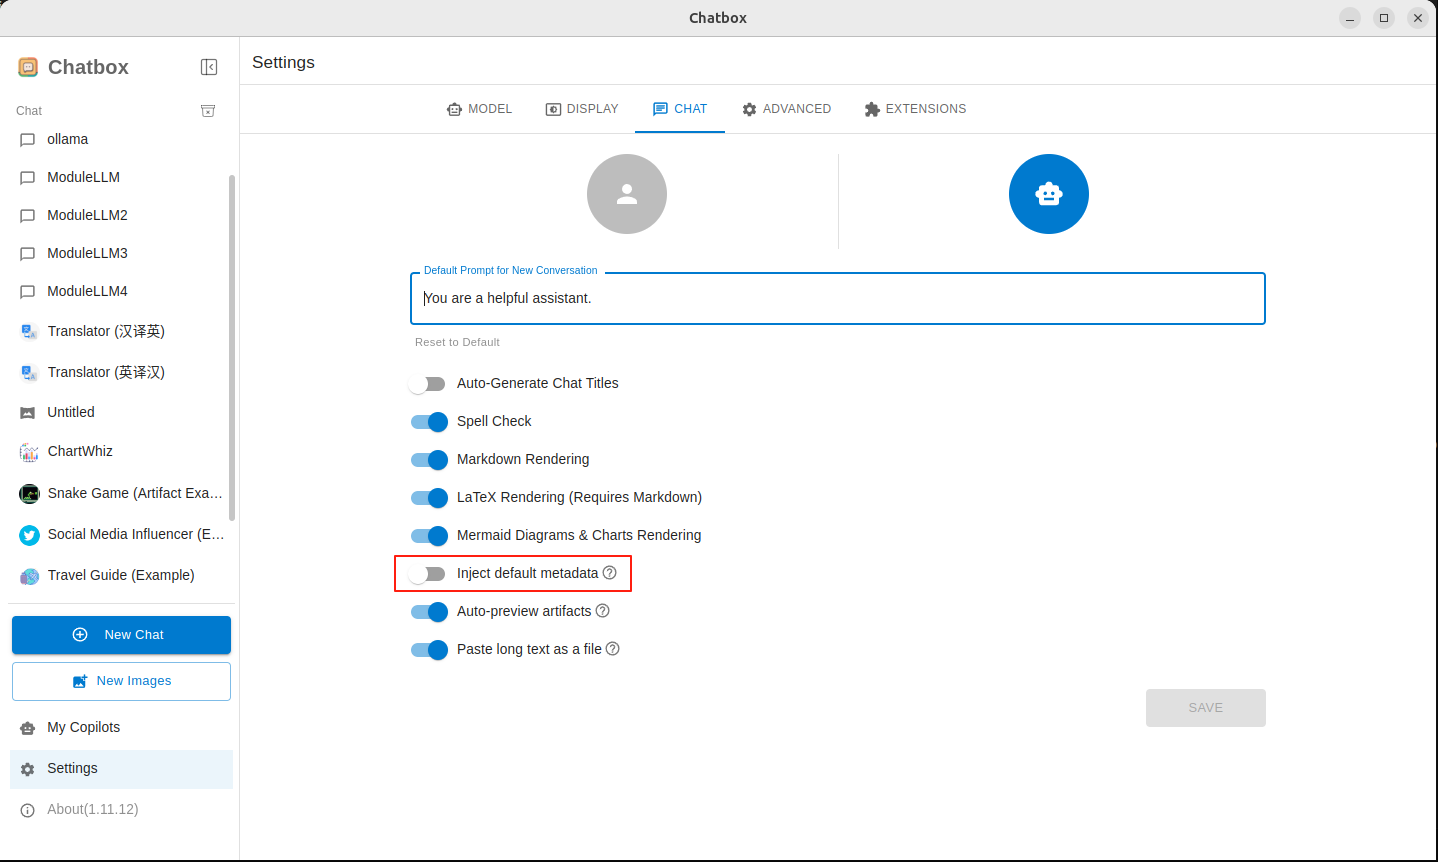 Chatbox
Chatbox
Chat
ollama
ModuleLLM
ModuleLLM2
ModuleLLM3
ModuleLLM4
Translator (汉译英)
Translator (英译汉)
Untitled
ChartWhiz
Snake Game (Artifact Exa…
Social Media Influencer (E…
Travel Guide (Example)
New Chat
New Images
My Copilots
Settings
About(1.11.12)
Settings
MODEL
DISPLAY
CHAT
ADVANCED
EXTENSIONS
Default Prompt for New Conversation
You are a helpful assistant.
Reset to Default
Auto-Generate Chat Titles
Spell Check
Markdown Rendering
LaTeX Rendering (Requires Markdown)
Mermaid Diagrams & Charts Rendering
Inject default metadata
Auto-preview artifacts
Paste long text as a file
SAVE